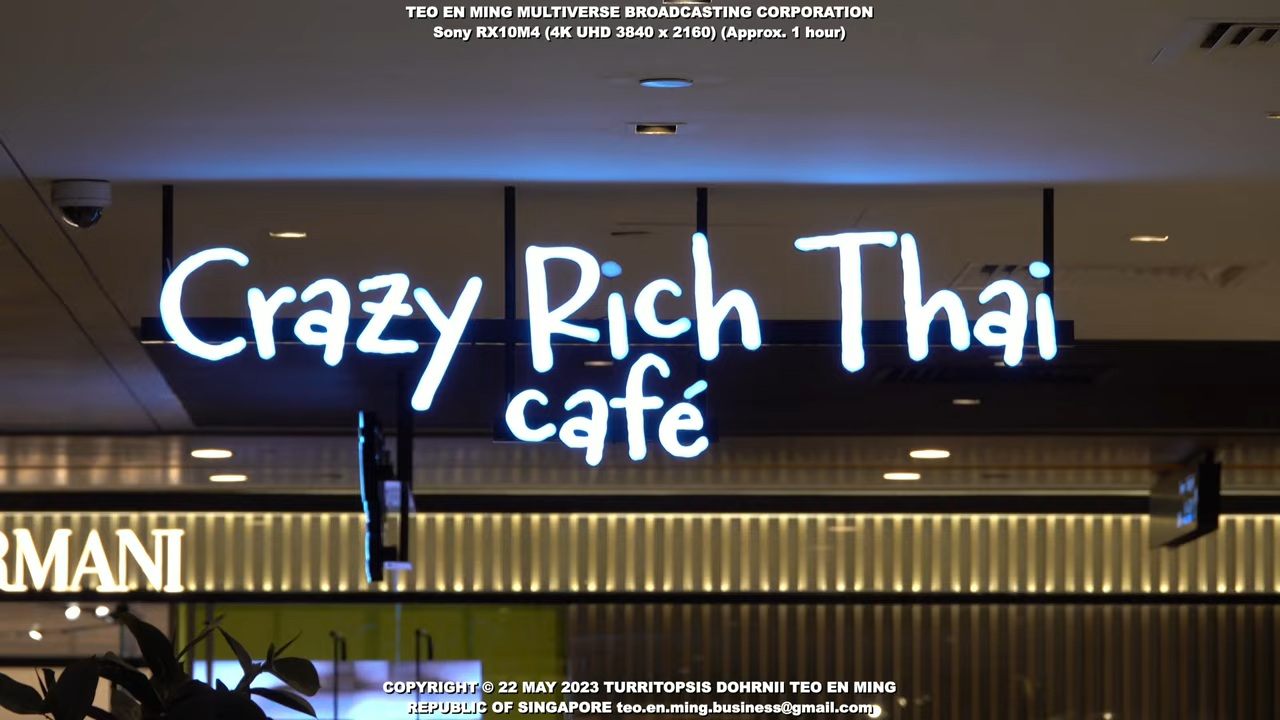 TEO EN MING MULTIVERSE BROADCASTING CORPORATION
Sony RX10M4 (4K UHD 3840 x 2160) (Approx. 1 hour)
Crazy Rich Thai
café
RMANI
COPYRIGHT © 22 MAY 2023 TURRITOPSIS DOHRNII TEO EN MING
REPUBLIC OF SINGAPORE teo.en.ming.business@gmail.com